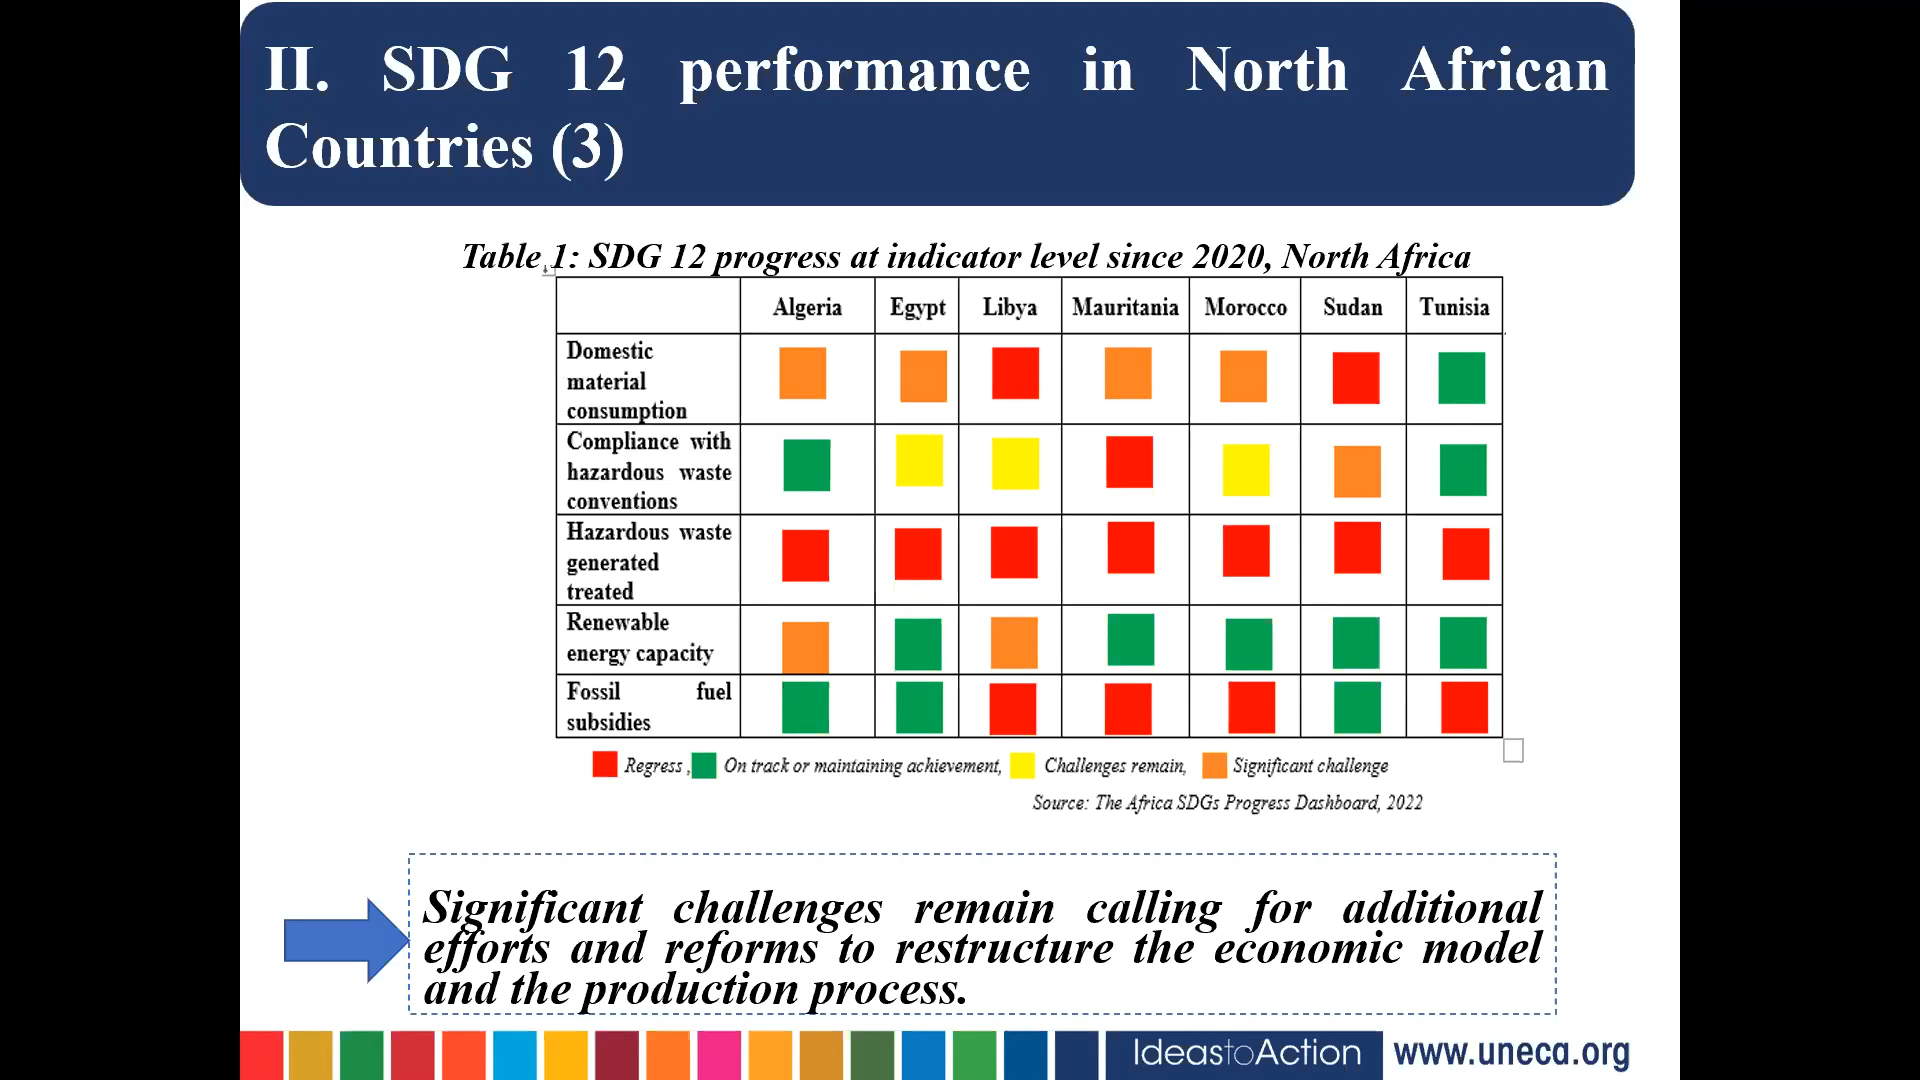 II. SDG 12 performance in North African
Countries (3)
Table 1: SDG 12 progress at indicator level since 2020, North Africa
Algeria Egypt Libya Mauritania Morocco Sudan Tunisia
Domestic
material
consumption
Compliance with
hazardous waste
conventions
Hazardous waste
generated
treated
Renewable
energy capacity
Fossil fuel
subsidies
Regress , On track or maintaining achievement, Challenges remain, Significant challenge
Source: The Africa SDGs Progress Dashboard, 2022
Significant challenges remain calling for additional
efforts and reforms to restructure the economic model
and the production process.
IdeastoAction www.uneca.org